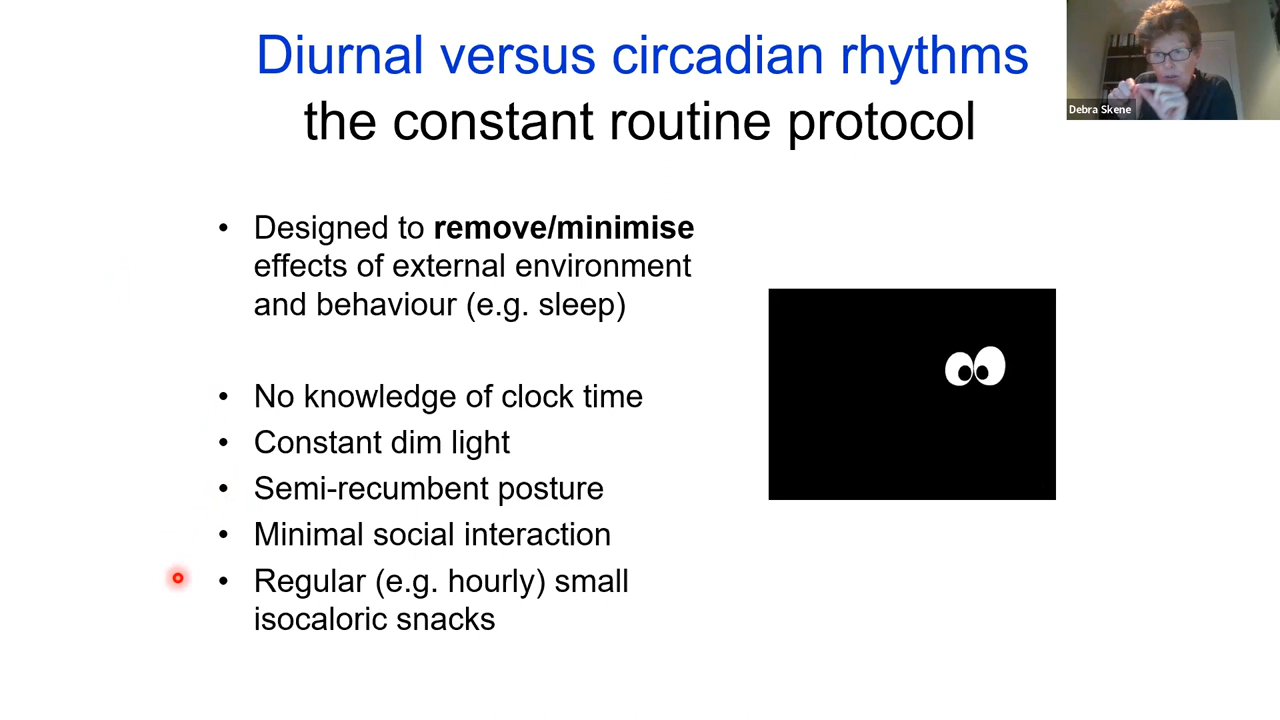 Diurnal versus circadian rhythms
the constant routine protocol
Debra Skene
• Designed to remove/minimise
effects of external environment
and behaviour (e.g. sleep)
• No knowledge of clock time
• Constant dim light
• Semi-recumbent posture
• Minimal social interaction
• Regular (e.g. hourly) small
isocaloric snacks